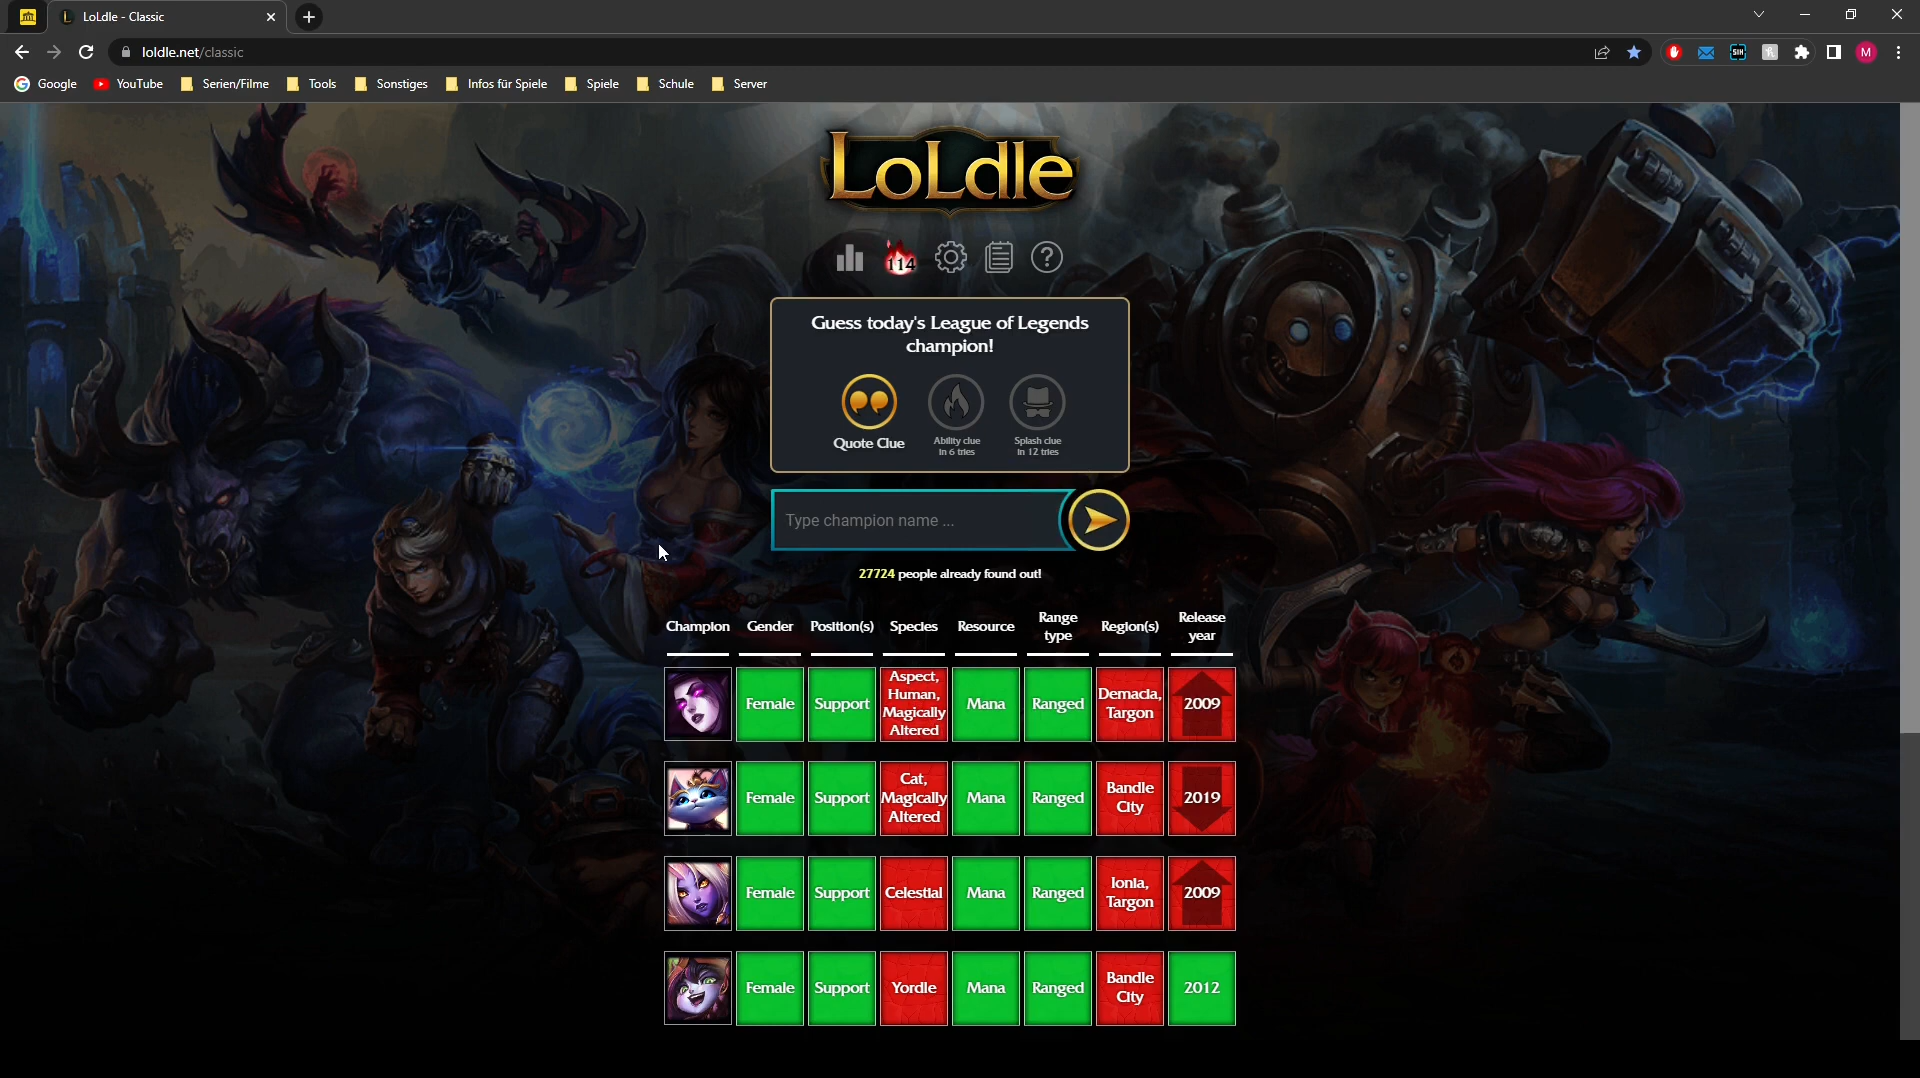 LoLdle - Classic
loldle.net/classic
SIH
M
Google
YouTube
Serien/Filme
Tools
Sonstiges
Infos für Spiele
Spiele
Schule
Server
LoLdle
114
Guess today's League of Legends
champion!
Quote Clue
Ability clue
in 6 tries
Splash clue
in 12 tries
Type champion name ...
27724 people already found out!
Champion Gender Position(s) Species Resource Range type Region(s) Release year
Female Support Aspect, Human, Magically Altered Mana Ranged Demacia, Targon 2009
Female Support Cat, Magically Altered Mana Ranged Bandle City 2019
Female Support Celestial Mana Ranged Ionia, Targon 2009
Female Support Yordle Mana Ranged Bandle City 2012